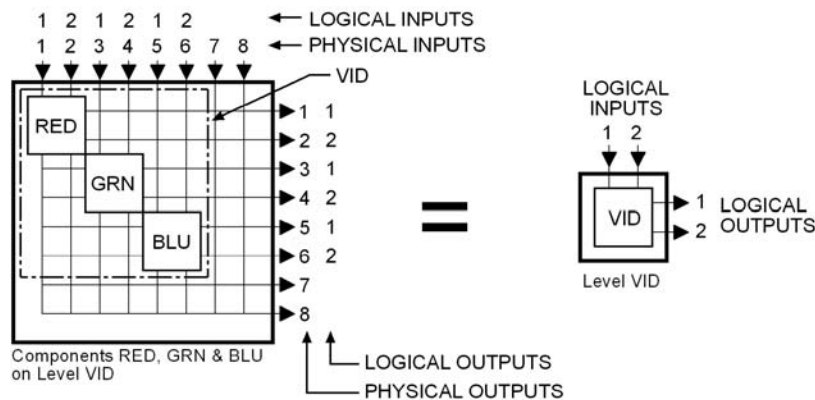 1 2 1 2 1 2 LOGICAL INPUTS
1 2 3 4 5 6 7 8 PHYSICAL INPUTS
VID
RED
GRN
BLU
1 1
2 2
3 1
4 2
5 1
6 2
7
8
Components RED, GRN & BLU
on Level VID
LOGICAL OUTPUTS
PHYSICAL OUTPUTS
=
LOGICAL
INPUTS
1 2
VID
1
2
LOGICAL
OUTPUTS
Level VID